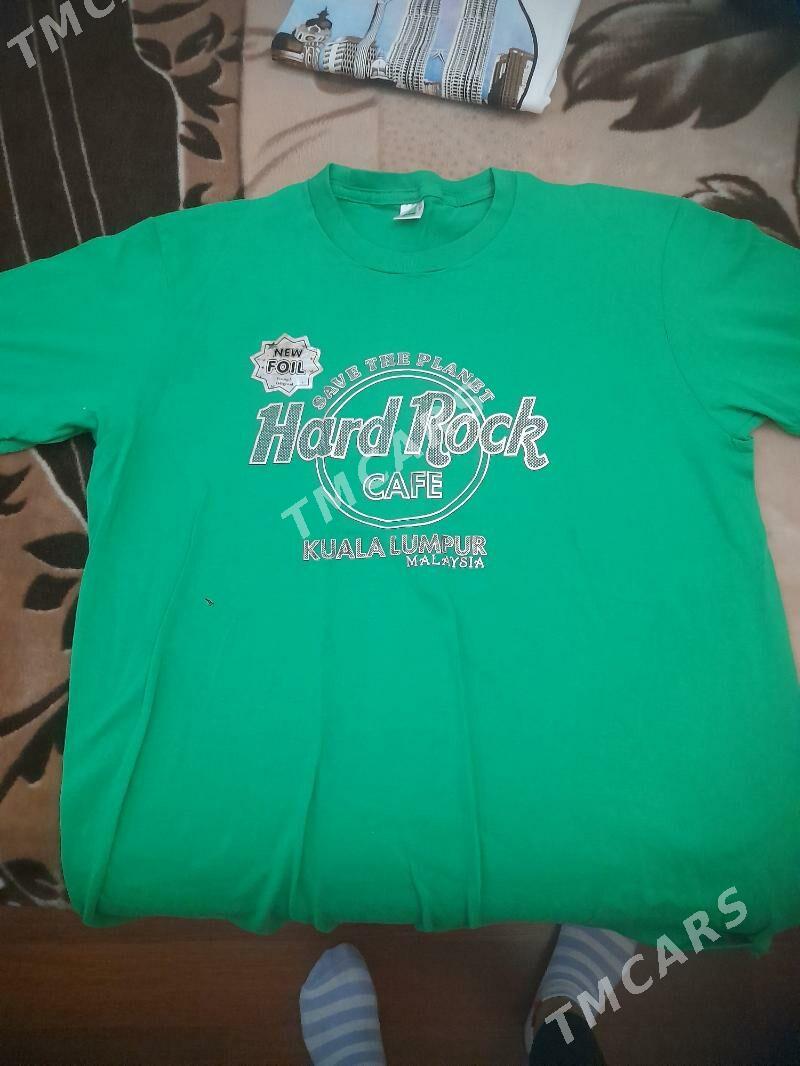 TMCARS
NEW
FOIL
SAVE THE PLANET
Hard Rock
CAFE
TMCARS
KUALA LUMPUR
MALAYSIA
TMCARS